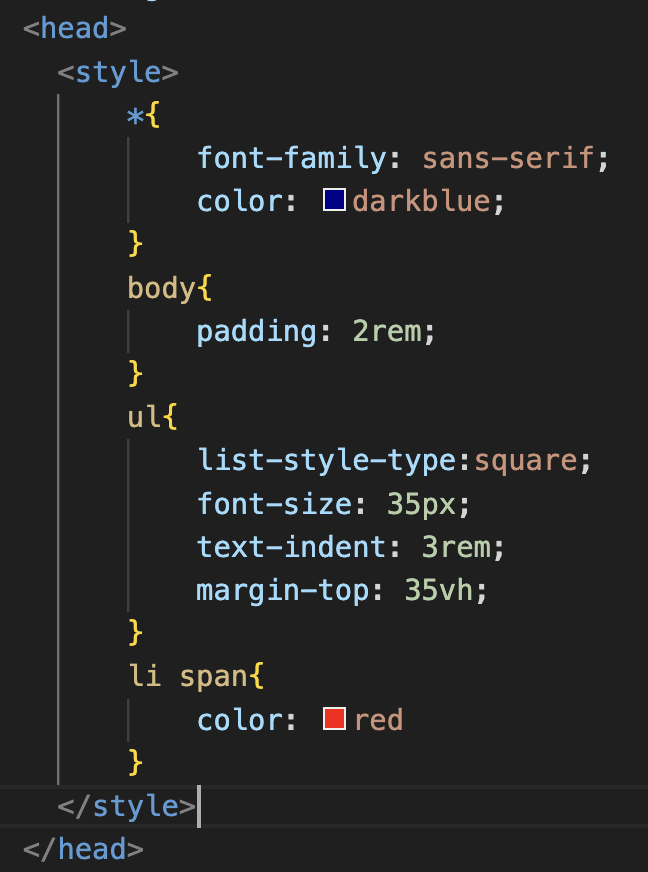 <head>
<style>
*{
font-family: sans-serif;
color: darkblue;
}
body{
padding: 2rem;
}
ul{
list-style-type:square;
font-size: 35px;
text-indent: 3rem;
margin-top: 35vh;
}
li span{
color: red
}
</style>
</head>